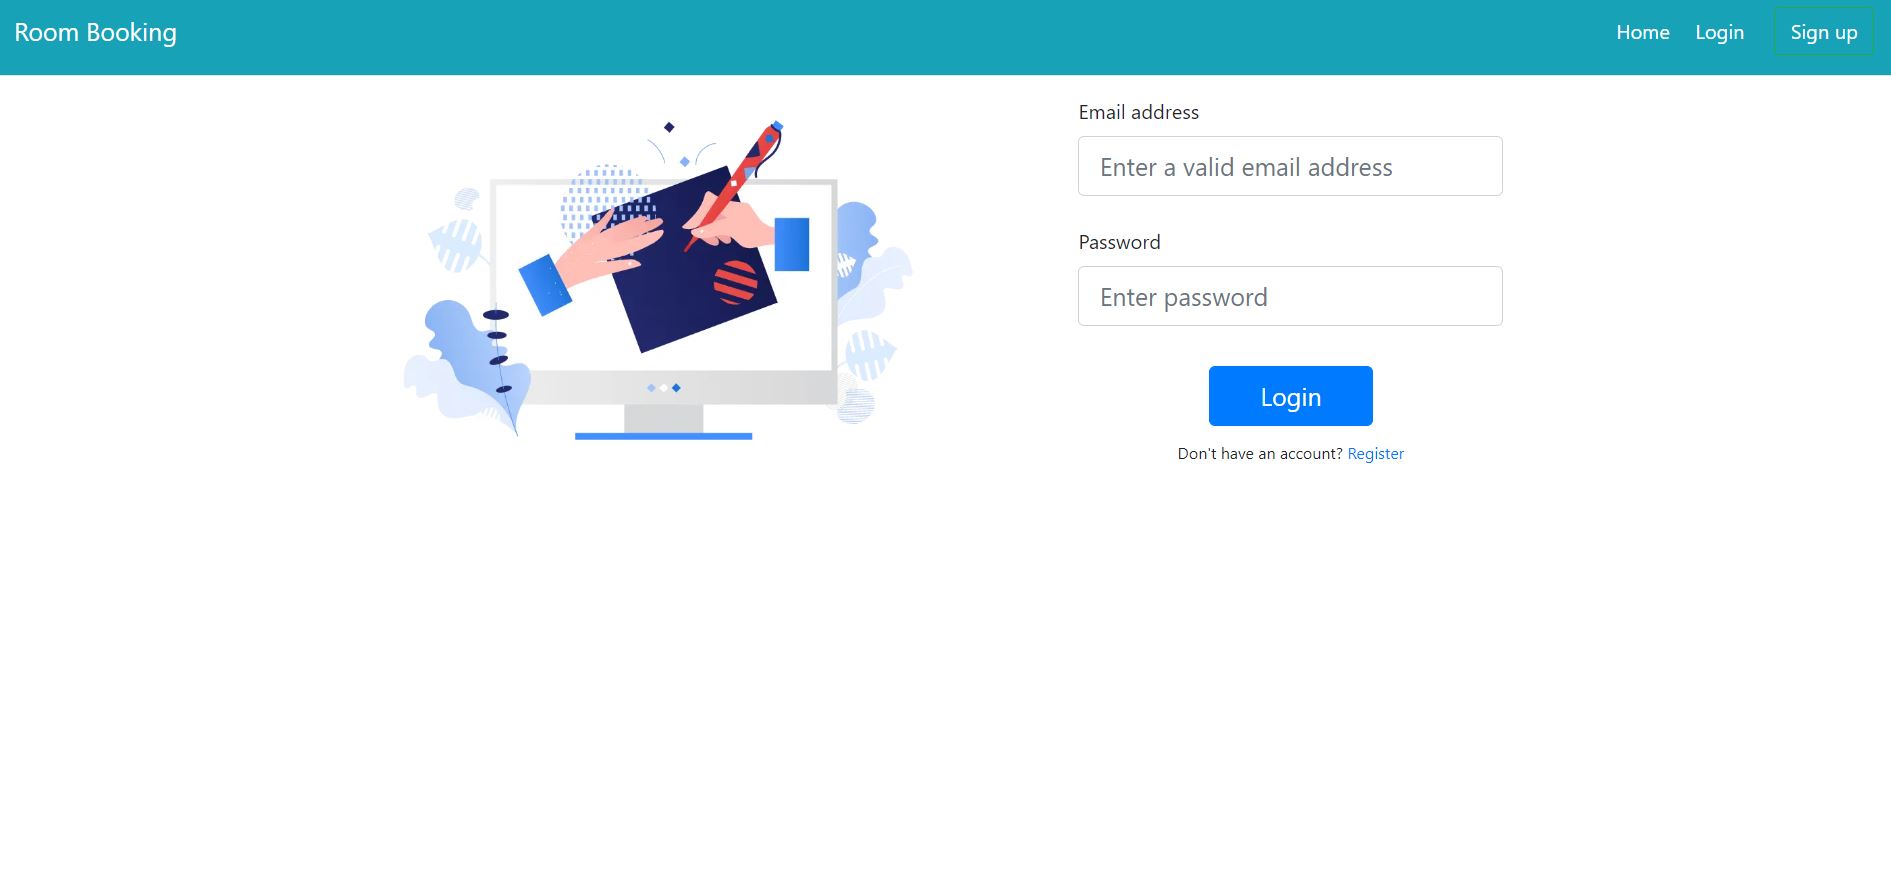 Room Booking
Home Login Sign up
Email address
Enter a valid email address
Password
Enter password
Login
Don't have an account? Register